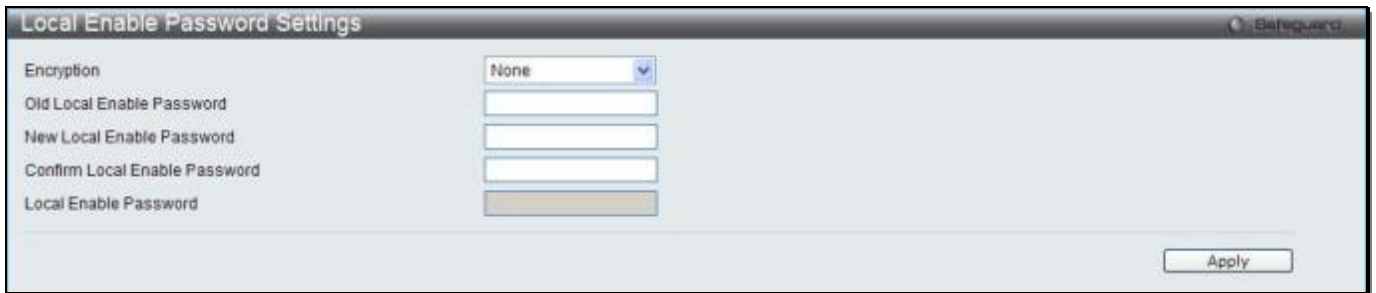 Local Enable Password Settings
Safeguard
Encryption
None
Old Local Enable Password
New Local Enable Password
Confirm Local Enable Password
Local Enable Password
Apply